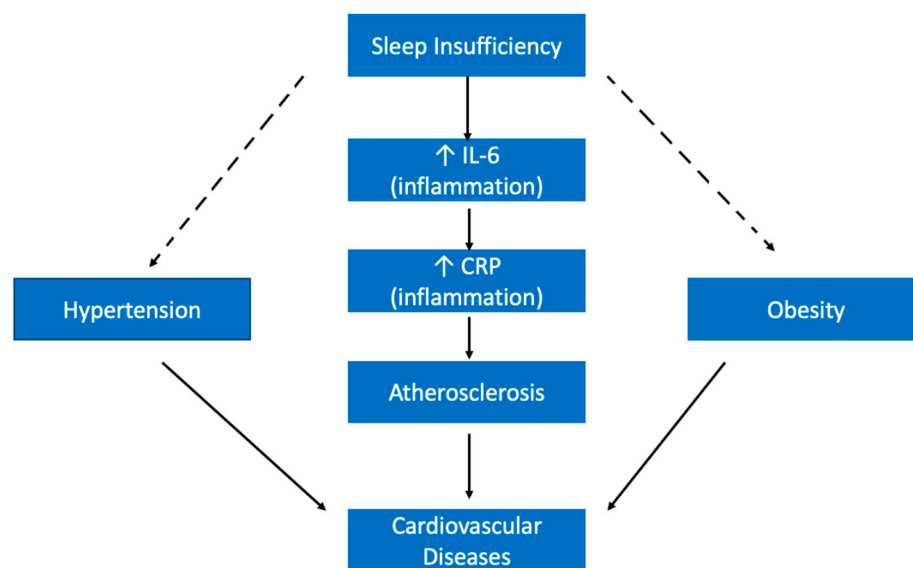 Sleep Insufficiency
↑ IL-6
(inflammation)
↑ CRP
(inflammation)
Hypertension
Obesity
Atherosclerosis
Cardiovascular
Diseases